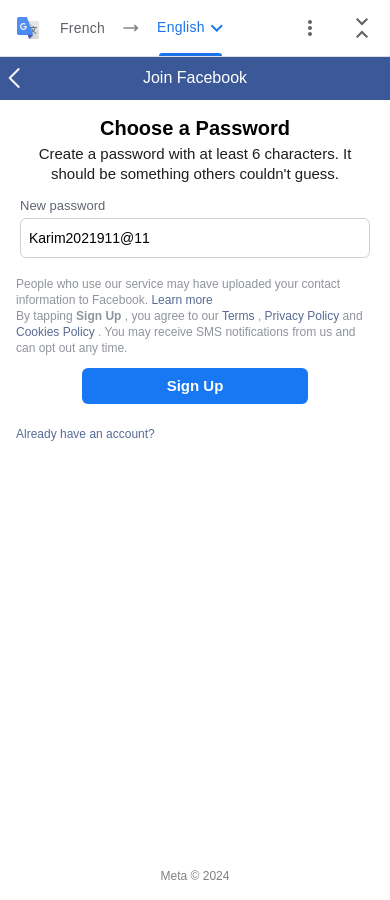 French → English
Join Facebook
Choose a Password
Create a password with at least 6 characters. It
should be something others couldn't guess.
New password
Karim2021911@11
People who use our service may have uploaded your contact
information to Facebook. Learn more
By tapping Sign Up , you agree to our Terms , Privacy Policy and
Cookies Policy . You may receive SMS notifications from us and
can opt out any time.
Sign Up
Already have an account?
Meta © 2024